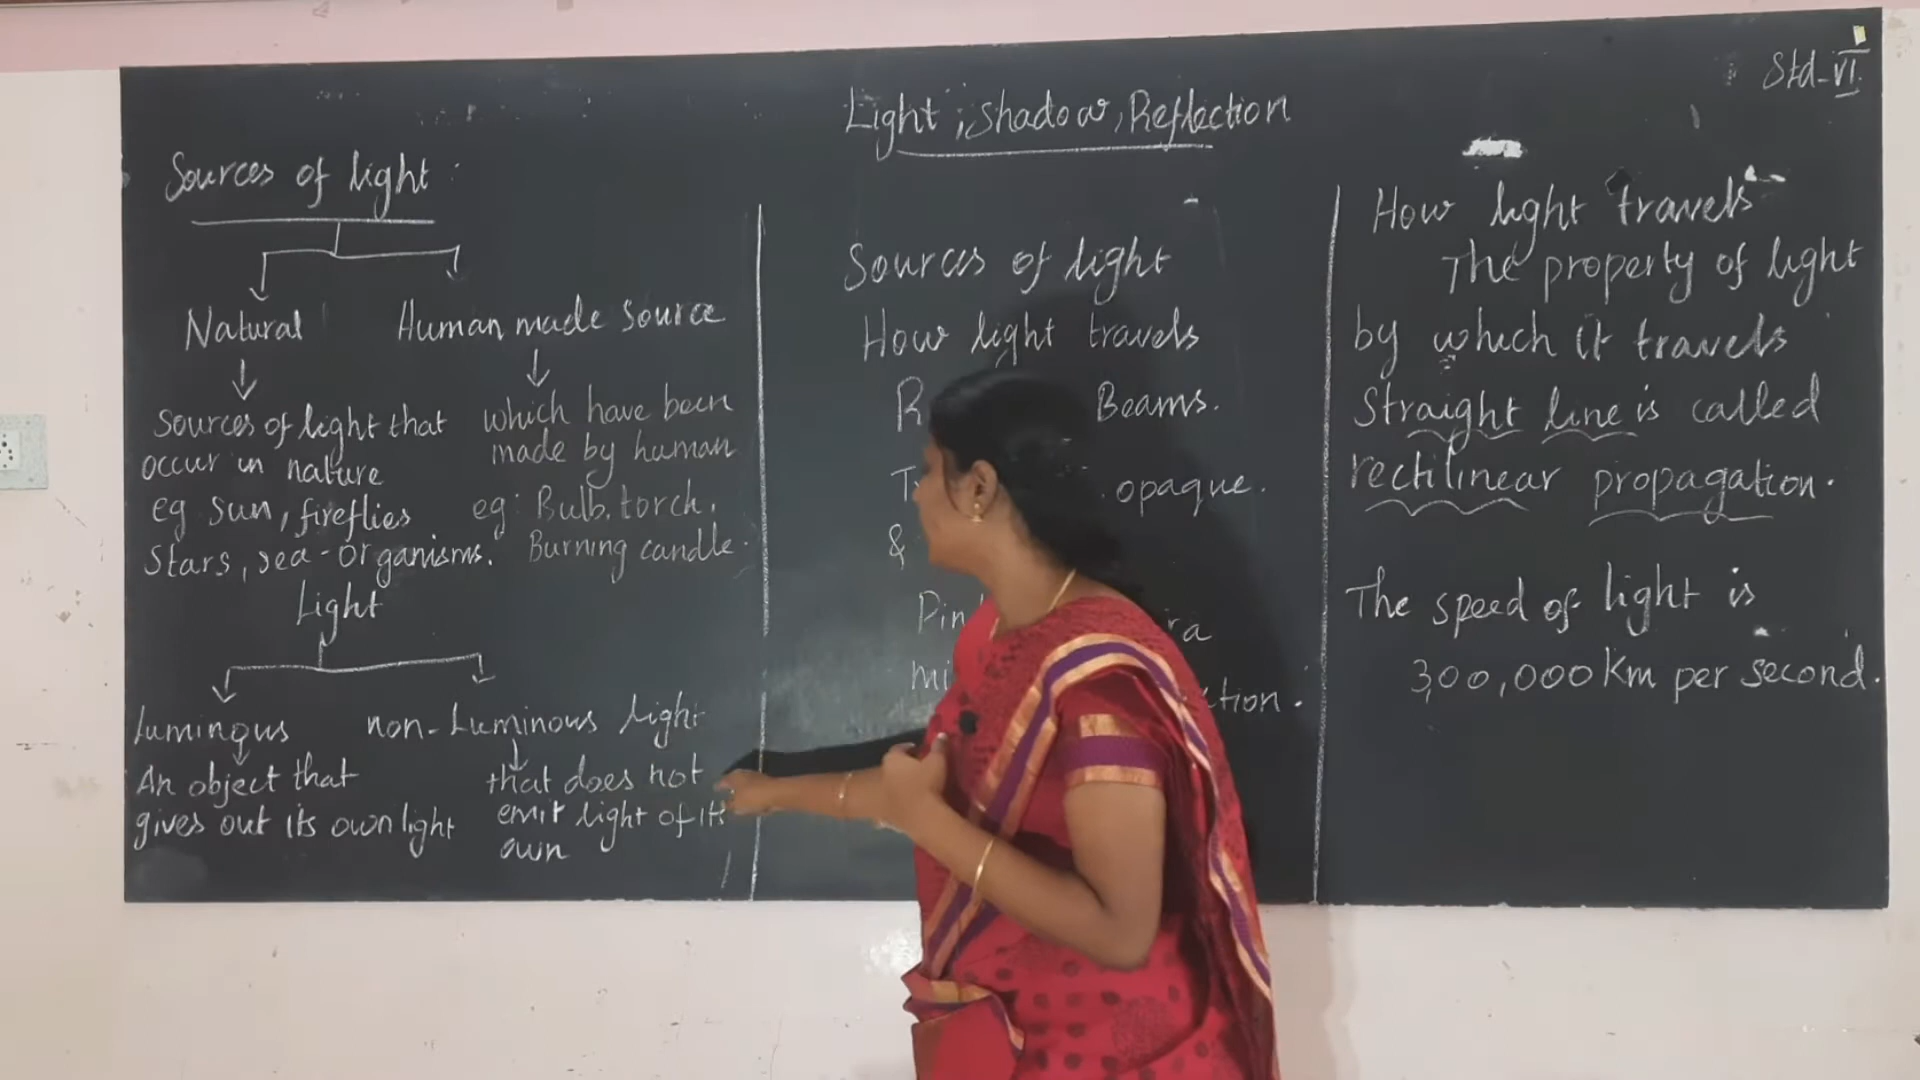 Std-VI
Light, Shadow, Reflection
Sources of light:
Natural
Human made source
Sources of light that
occur in nature
eg sun, fireflies
stars, sea-organisms.
which have been
made by human
eg: Bulb, torch,
Burning candle.
Light
Luminous
non-Luminous light
An object that
gives out its own light
that does not
emit light of its
own
Sources of light
How light travels
Beams.
opaque.
&
How light travels
The property of light
by which it travels
straight line is called
rectilinear propagation.
The speed of light is
3,00,000 Km per second.